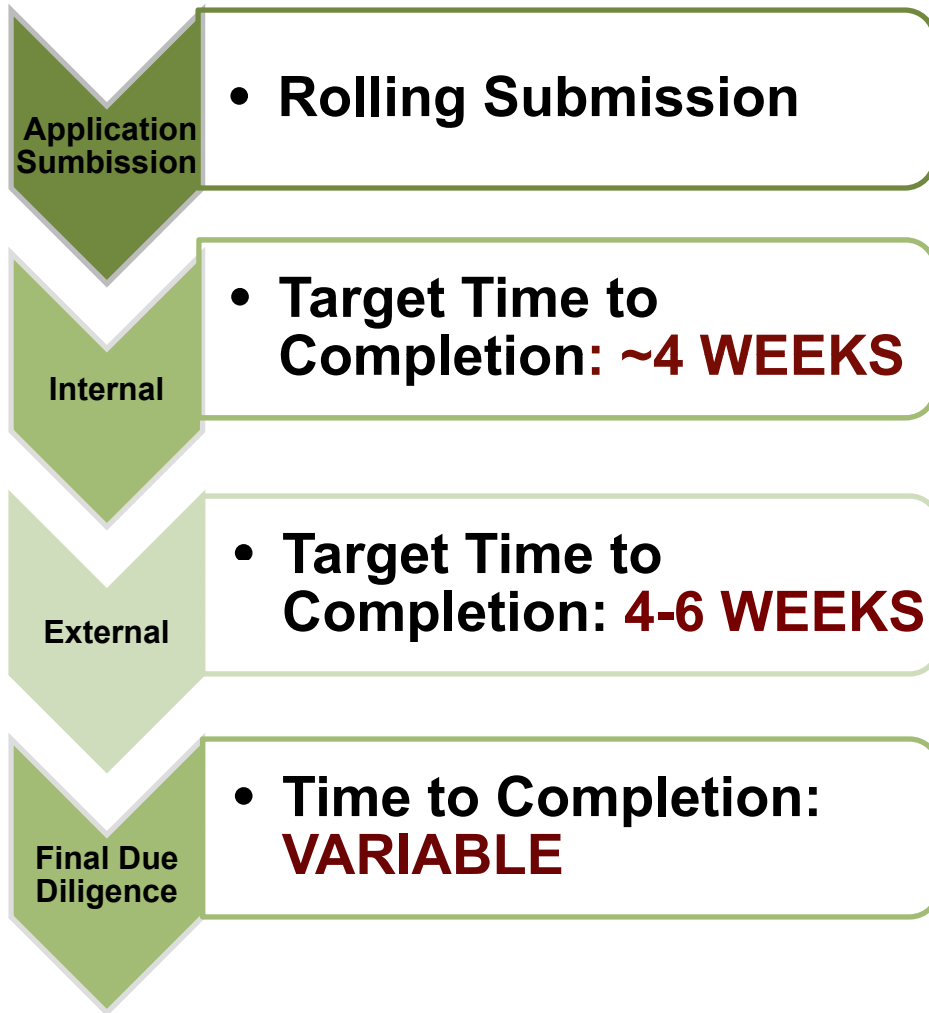 Application
Sumbission
• Rolling Submission
Internal
• Target Time to
Completion: ~4 WEEKS
External
• Target Time to
Completion: 4-6 WEEKS
Final Due
Diligence
• Time to Completion:
VARIABLE